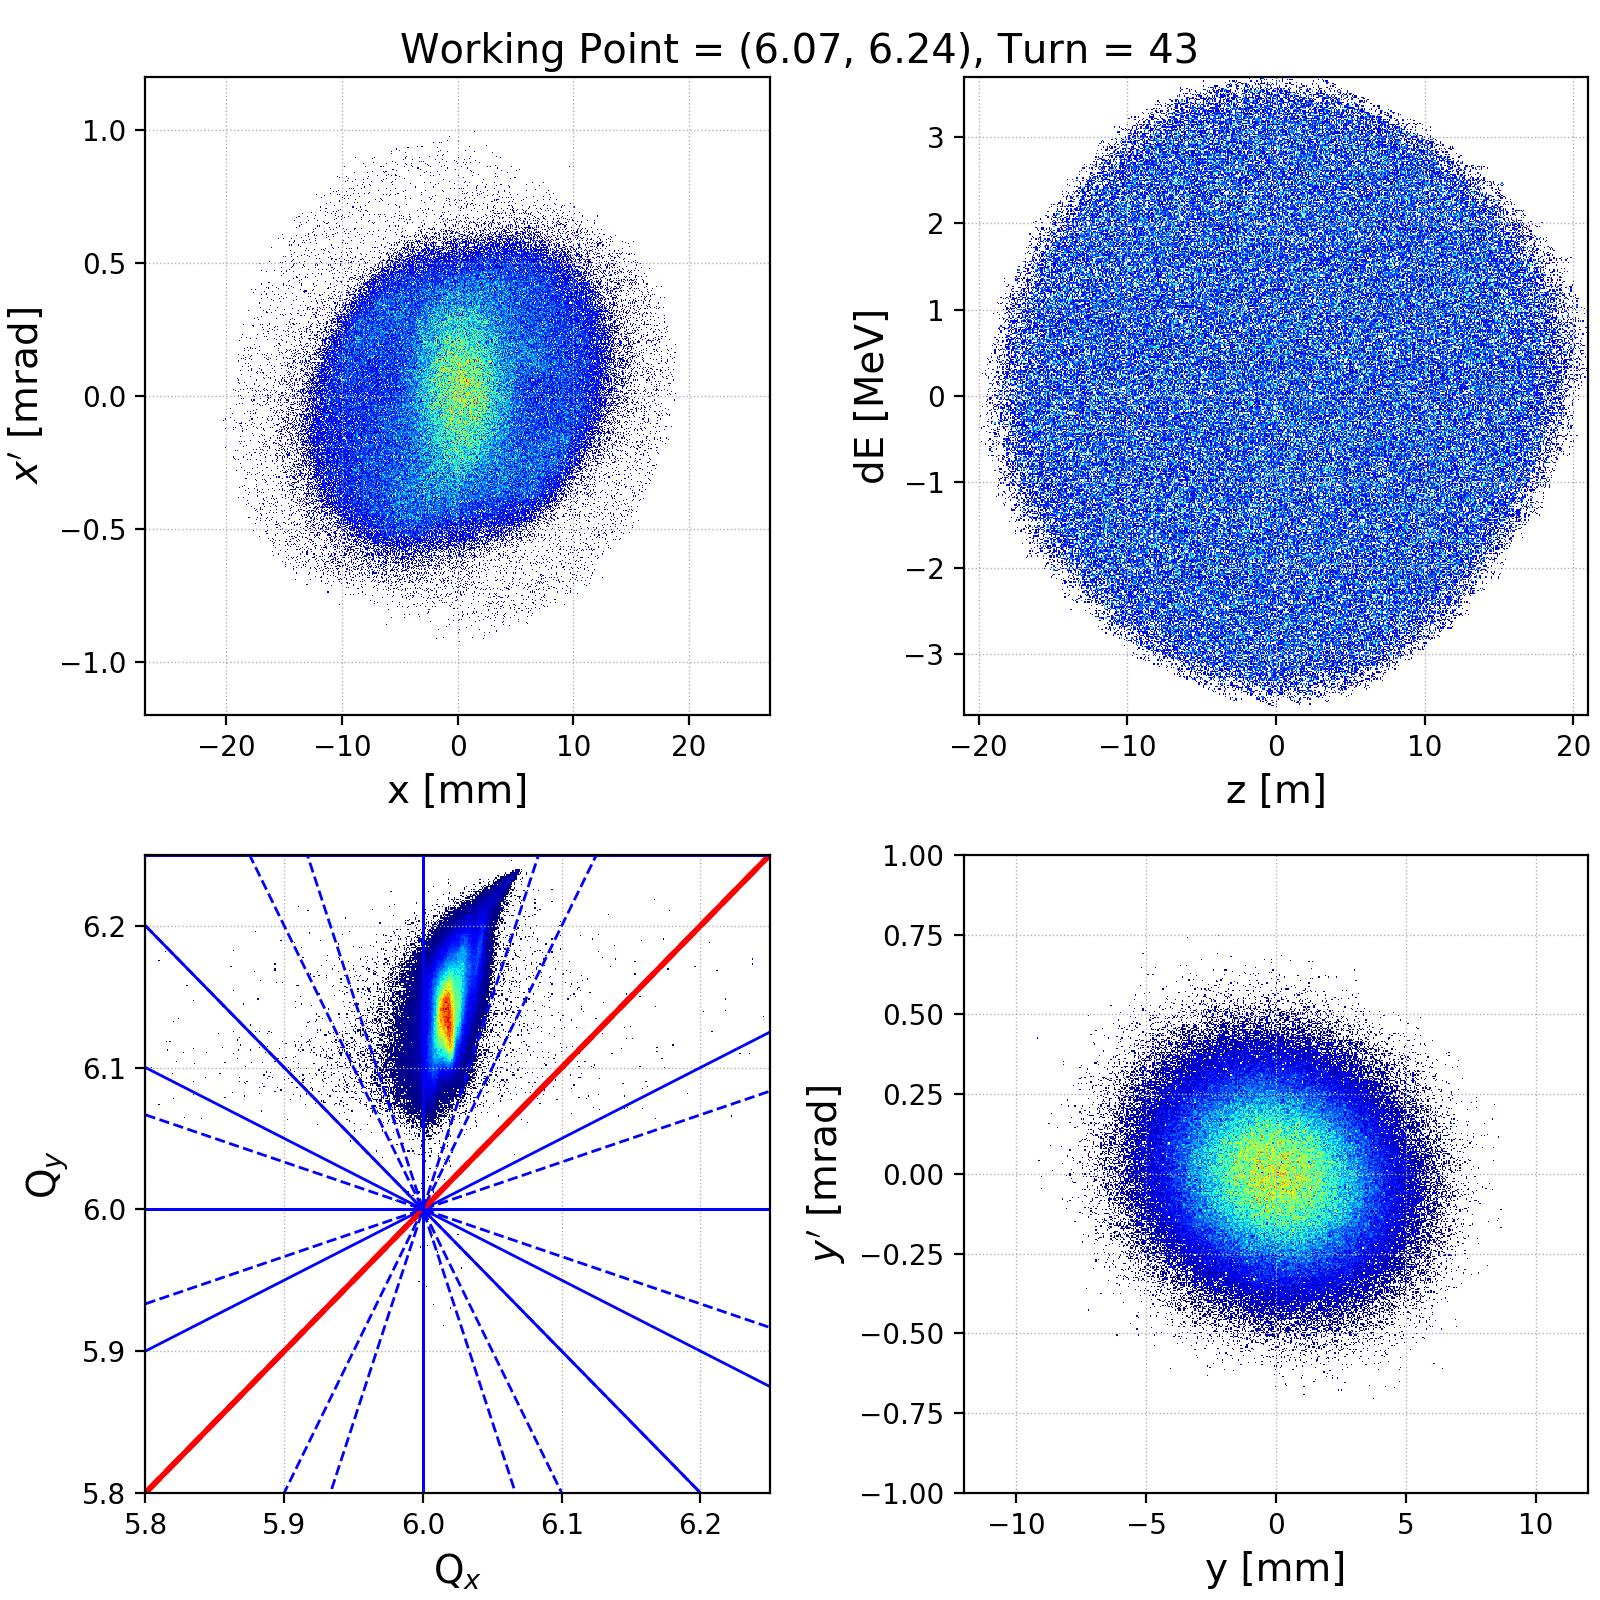 Working Point = (6.07, 6.24), Turn = 43
1.0
0.5
0.0
−0.5
−1.0
x′ [mrad]
−20 −10 0 10 20
x [mm]
3
2
1
0
−1
−2
−3
dE [MeV]
−20 −10 0 10 20
z [m]
6.2
6.1
6.0
5.9
5.8
Qy
5.8 5.9 6.0 6.1 6.2
Qx
1.00
0.75
0.50
0.25
0.00
−0.25
−0.50
−0.75
−1.00
y′ [mrad]
−10 −5 0 5 10
y [mm]